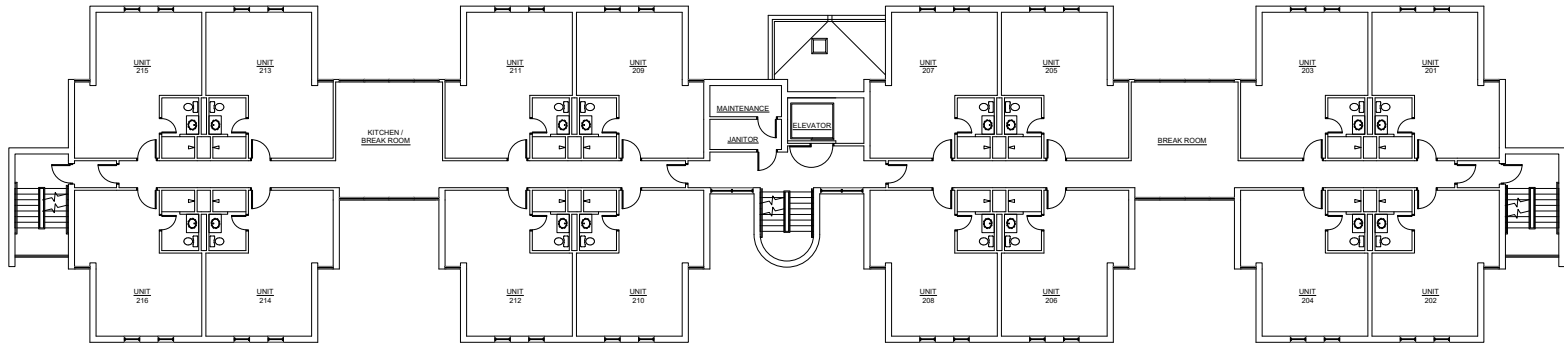 UNIT
215
UNIT
213
UNIT
211
UNIT
209
UNIT
207
UNIT
205
UNIT
203
UNIT
201
MAINTENANCE
ELEVATOR
KITCHEN /
BREAK ROOM
JANITOR
BREAK ROOM
UNIT
216
UNIT
214
UNIT
212
UNIT
210
UNIT
208
UNIT
206
UNIT
204
UNIT
202